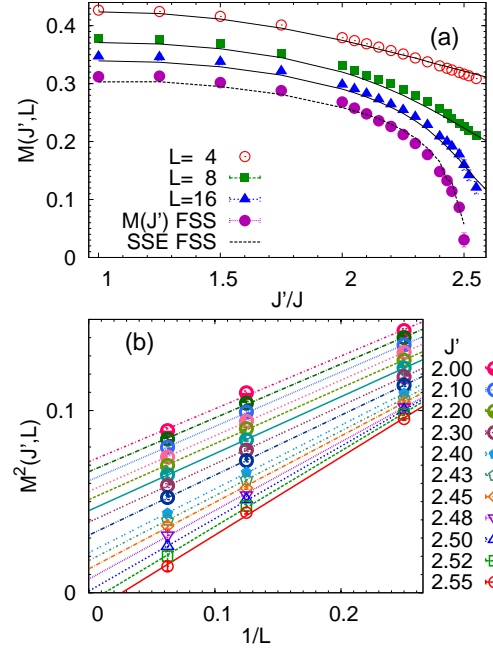 (a)
M(J',L)
0.4
0.3
0.2
0.1
0
L= 4
L= 8
L=16
M(J') FSS
SSE FSS
1
1.5
2
2.5
J'/J
(b)
M²(J',L)
0.1
0
0
0.1
0.2
1/L
J'
2.00
2.10
2.20
2.30
2.40
2.43
2.45
2.48
2.50
2.52
2.55